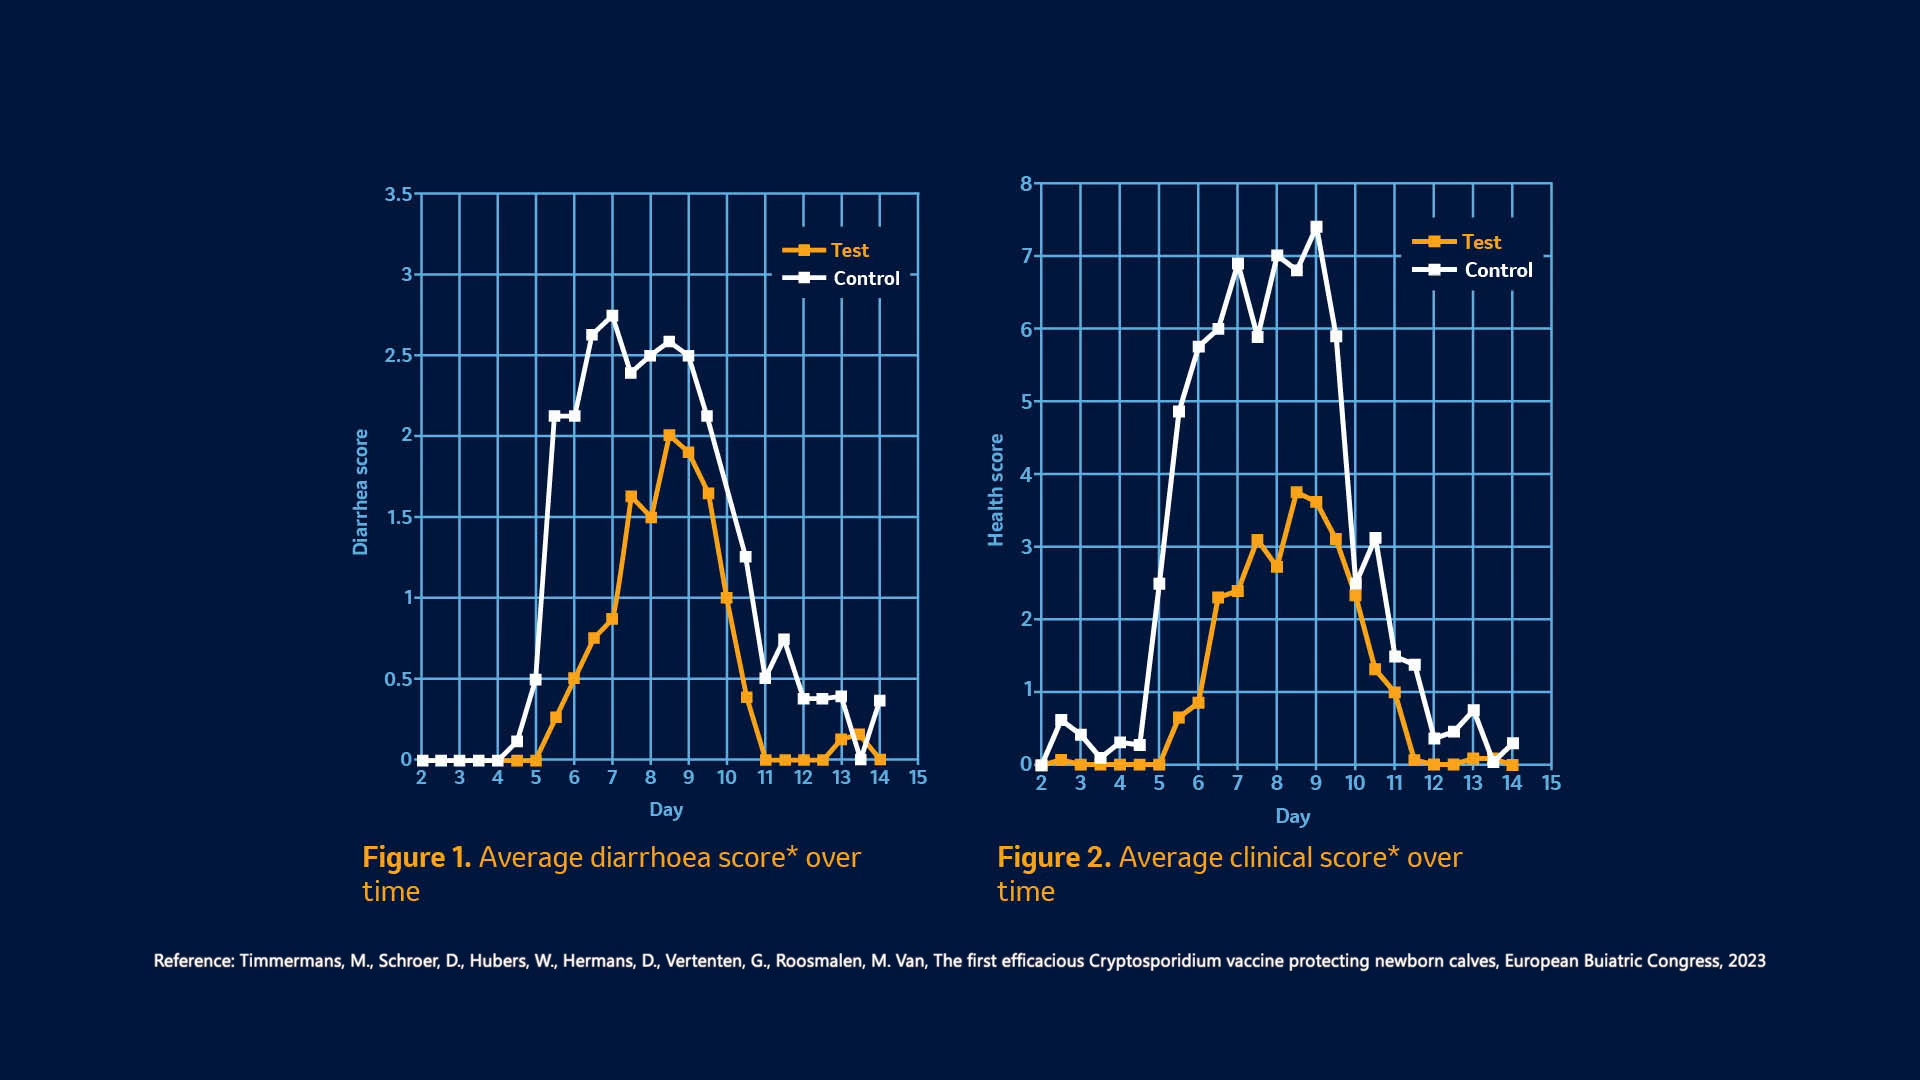 3.5
3
2.5
2
1.5
1
0.5
0
Diarrhea score
Test
Control
2 3 4 5 6 7 8 9 10 11 12 13 14 15
Day
Figure 1. Average diarrhoea score* over
time
8
7
6
5
4
3
2
1
0
Health score
Test
Control
2 3 4 5 6 7 8 9 10 11 12 13 14 15
Day
Figure 2. Average clinical score* over
time
Reference: Timmermans, M., Schroer, D., Hubers, W., Hermans, D., Vertenten, G., Roosmalen, M. Van, The first efficacious Cryptosporidium vaccine protecting newborn calves, European Buiatric Congress, 2023